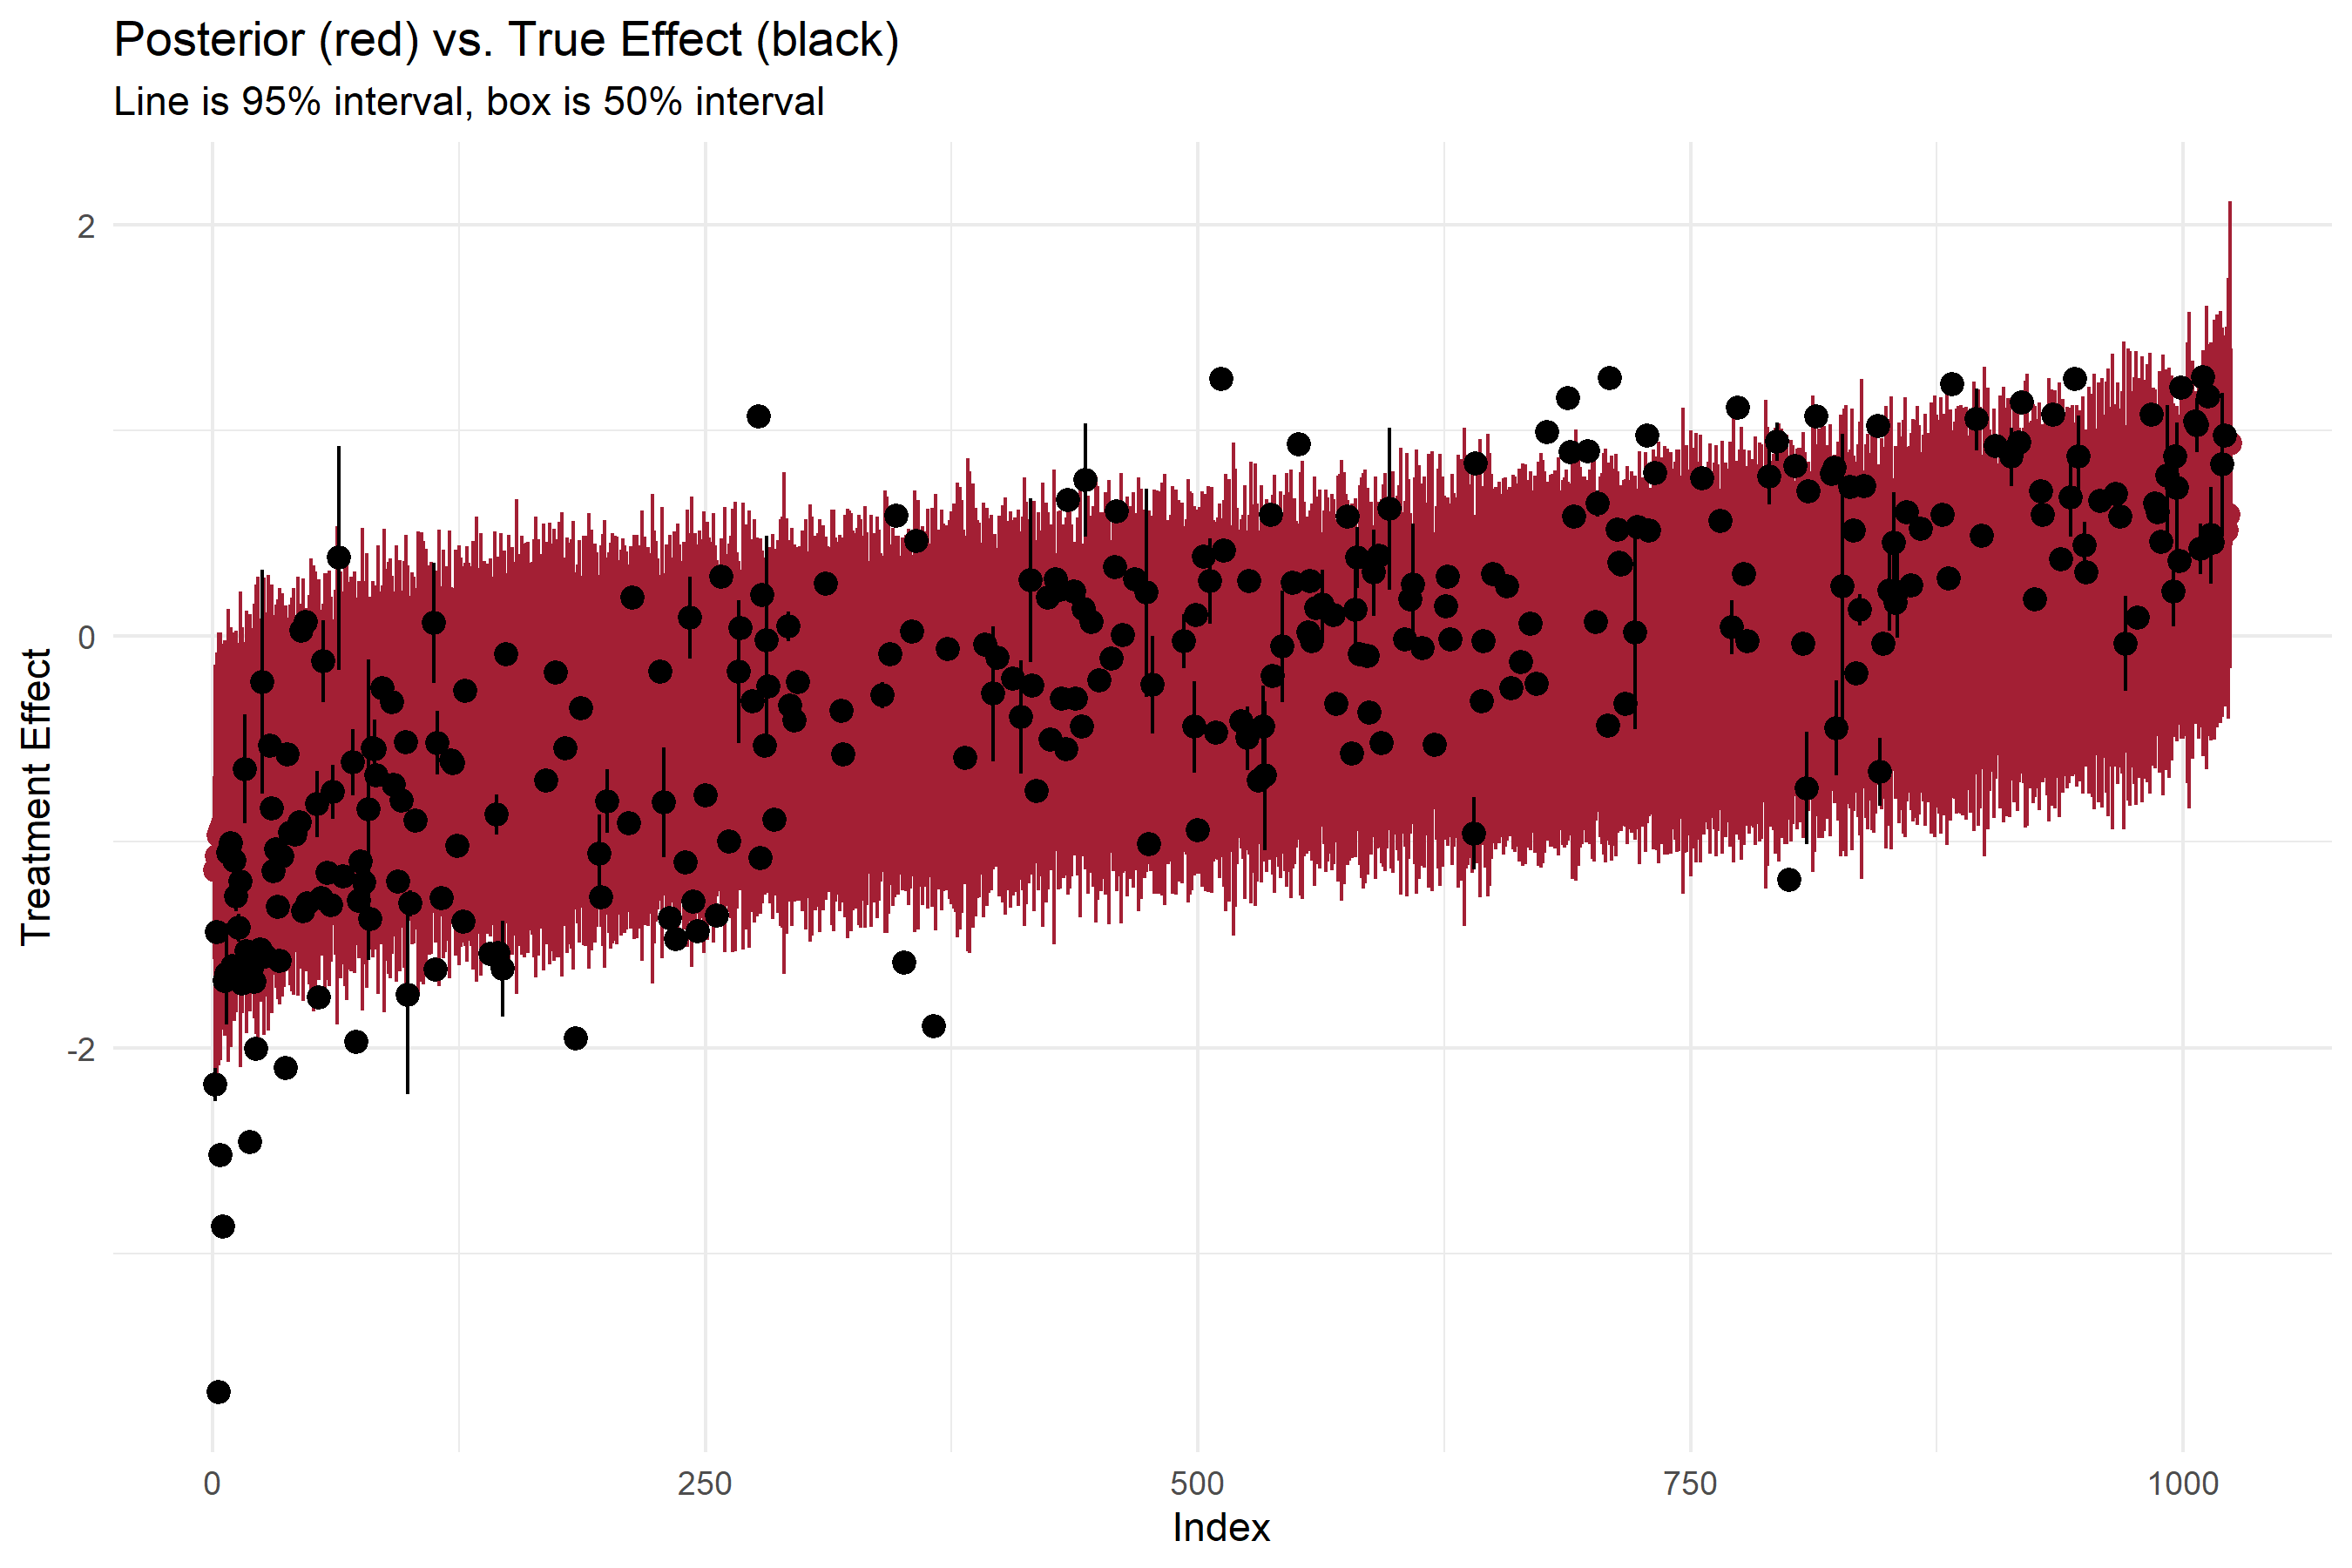 Posterior (red) vs. True Effect (black)
Line is 95% interval, box is 50% interval
2
0
-2
Treatment Effect
0
250
500
750
1000
Index